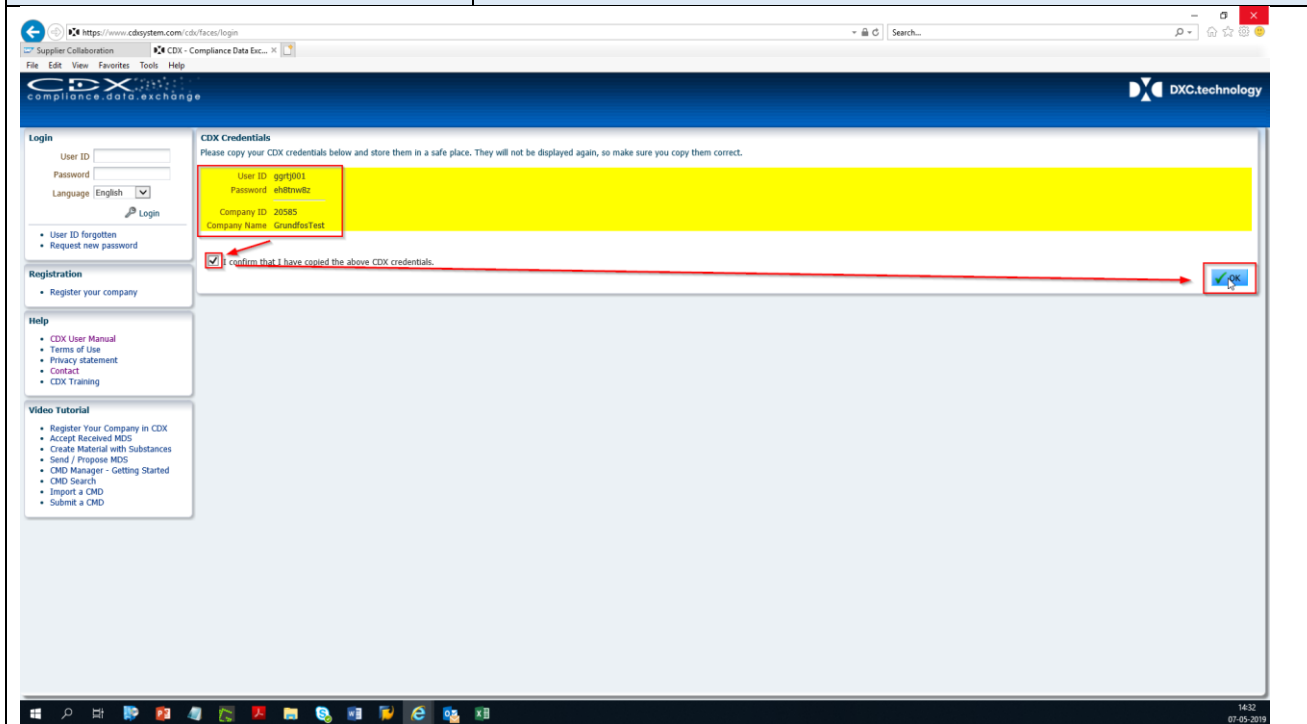 https://www.cdxsystem.com/cdx/faces/login
Search...
Supplier Collaboration
CDX - Compliance Data Exc...
File Edit View Favorites Tools Help
CDX
compliance.data.exchange
DXC.technology
Login
User ID
Password
Language English
Login
User ID forgotten
Request new password
Registration
Register your company
Help
CDX User Manual
Terms of Use
Privacy statement
Contact
CDX Training
Video Tutorial
Register Your Company in CDX
Accept Received MDS
Create Material with Substances
Send / Propose MDS
CMD Manager - Getting Started
CMD Search
Import a CMD
Submit a CMD
CDX Credentials
Please copy your CDX credentials below and store them in a safe place. They will not be displayed again, so make sure you copy them correct.
User ID ggrtj001
Password eh8tnw8z
Company ID 20585
Company Name GrundfosTest
I confirm that I have copied the above CDX credentials.
OK
14:32
07-05-2019